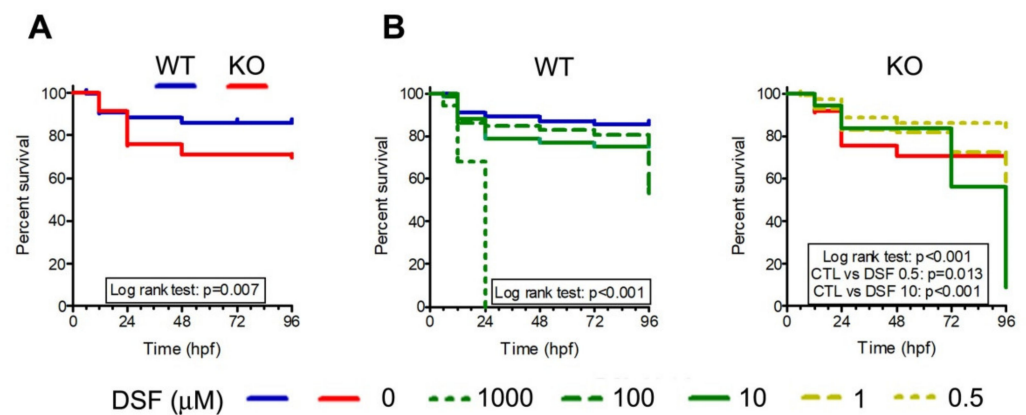 A
B
WT KO
WT
KO
Percent survival
100
80
60
40
20
0
Log rank test: p=0.007
0 24 48 72 96
Time (hpf)
Percent survival
100
80
60
40
20
0
Log rank test: p<0.001
0 24 48 72 96
Time (hpf)
Percent survival
100
80
60
40
20
0
Log rank test: p<0.001
CTL vs DSF 0.5: p=0.013
CTL vs DSF 10: p<0.001
0 24 48 72 96
Time (hpf)
DSF (μM) 0 1000 100 10 1 0.5